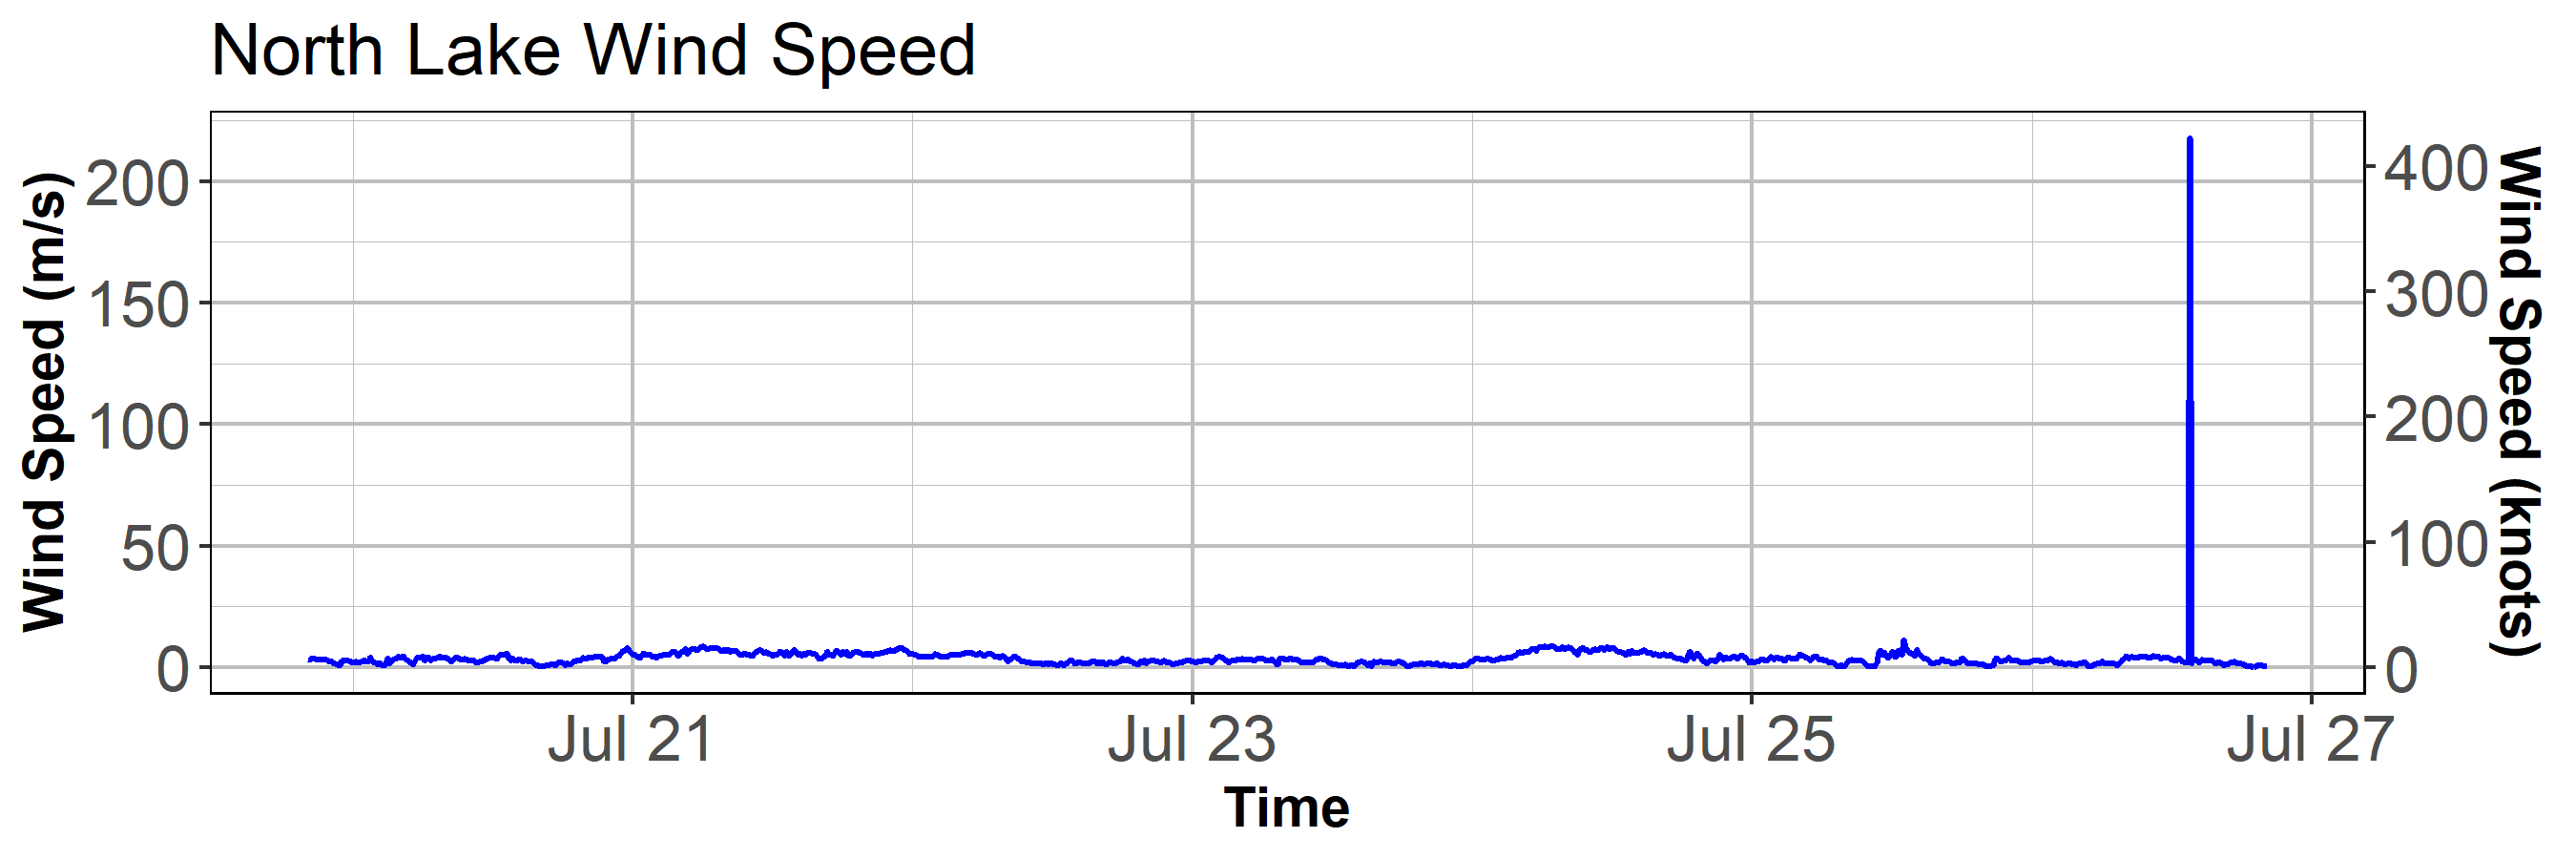 North Lake Wind Speed
Wind Speed (m/s)
200
150
100
50
0
400
300
200
100
0
Wind Speed (knots)
Jul 21
Jul 23
Jul 25
Jul 27
Time